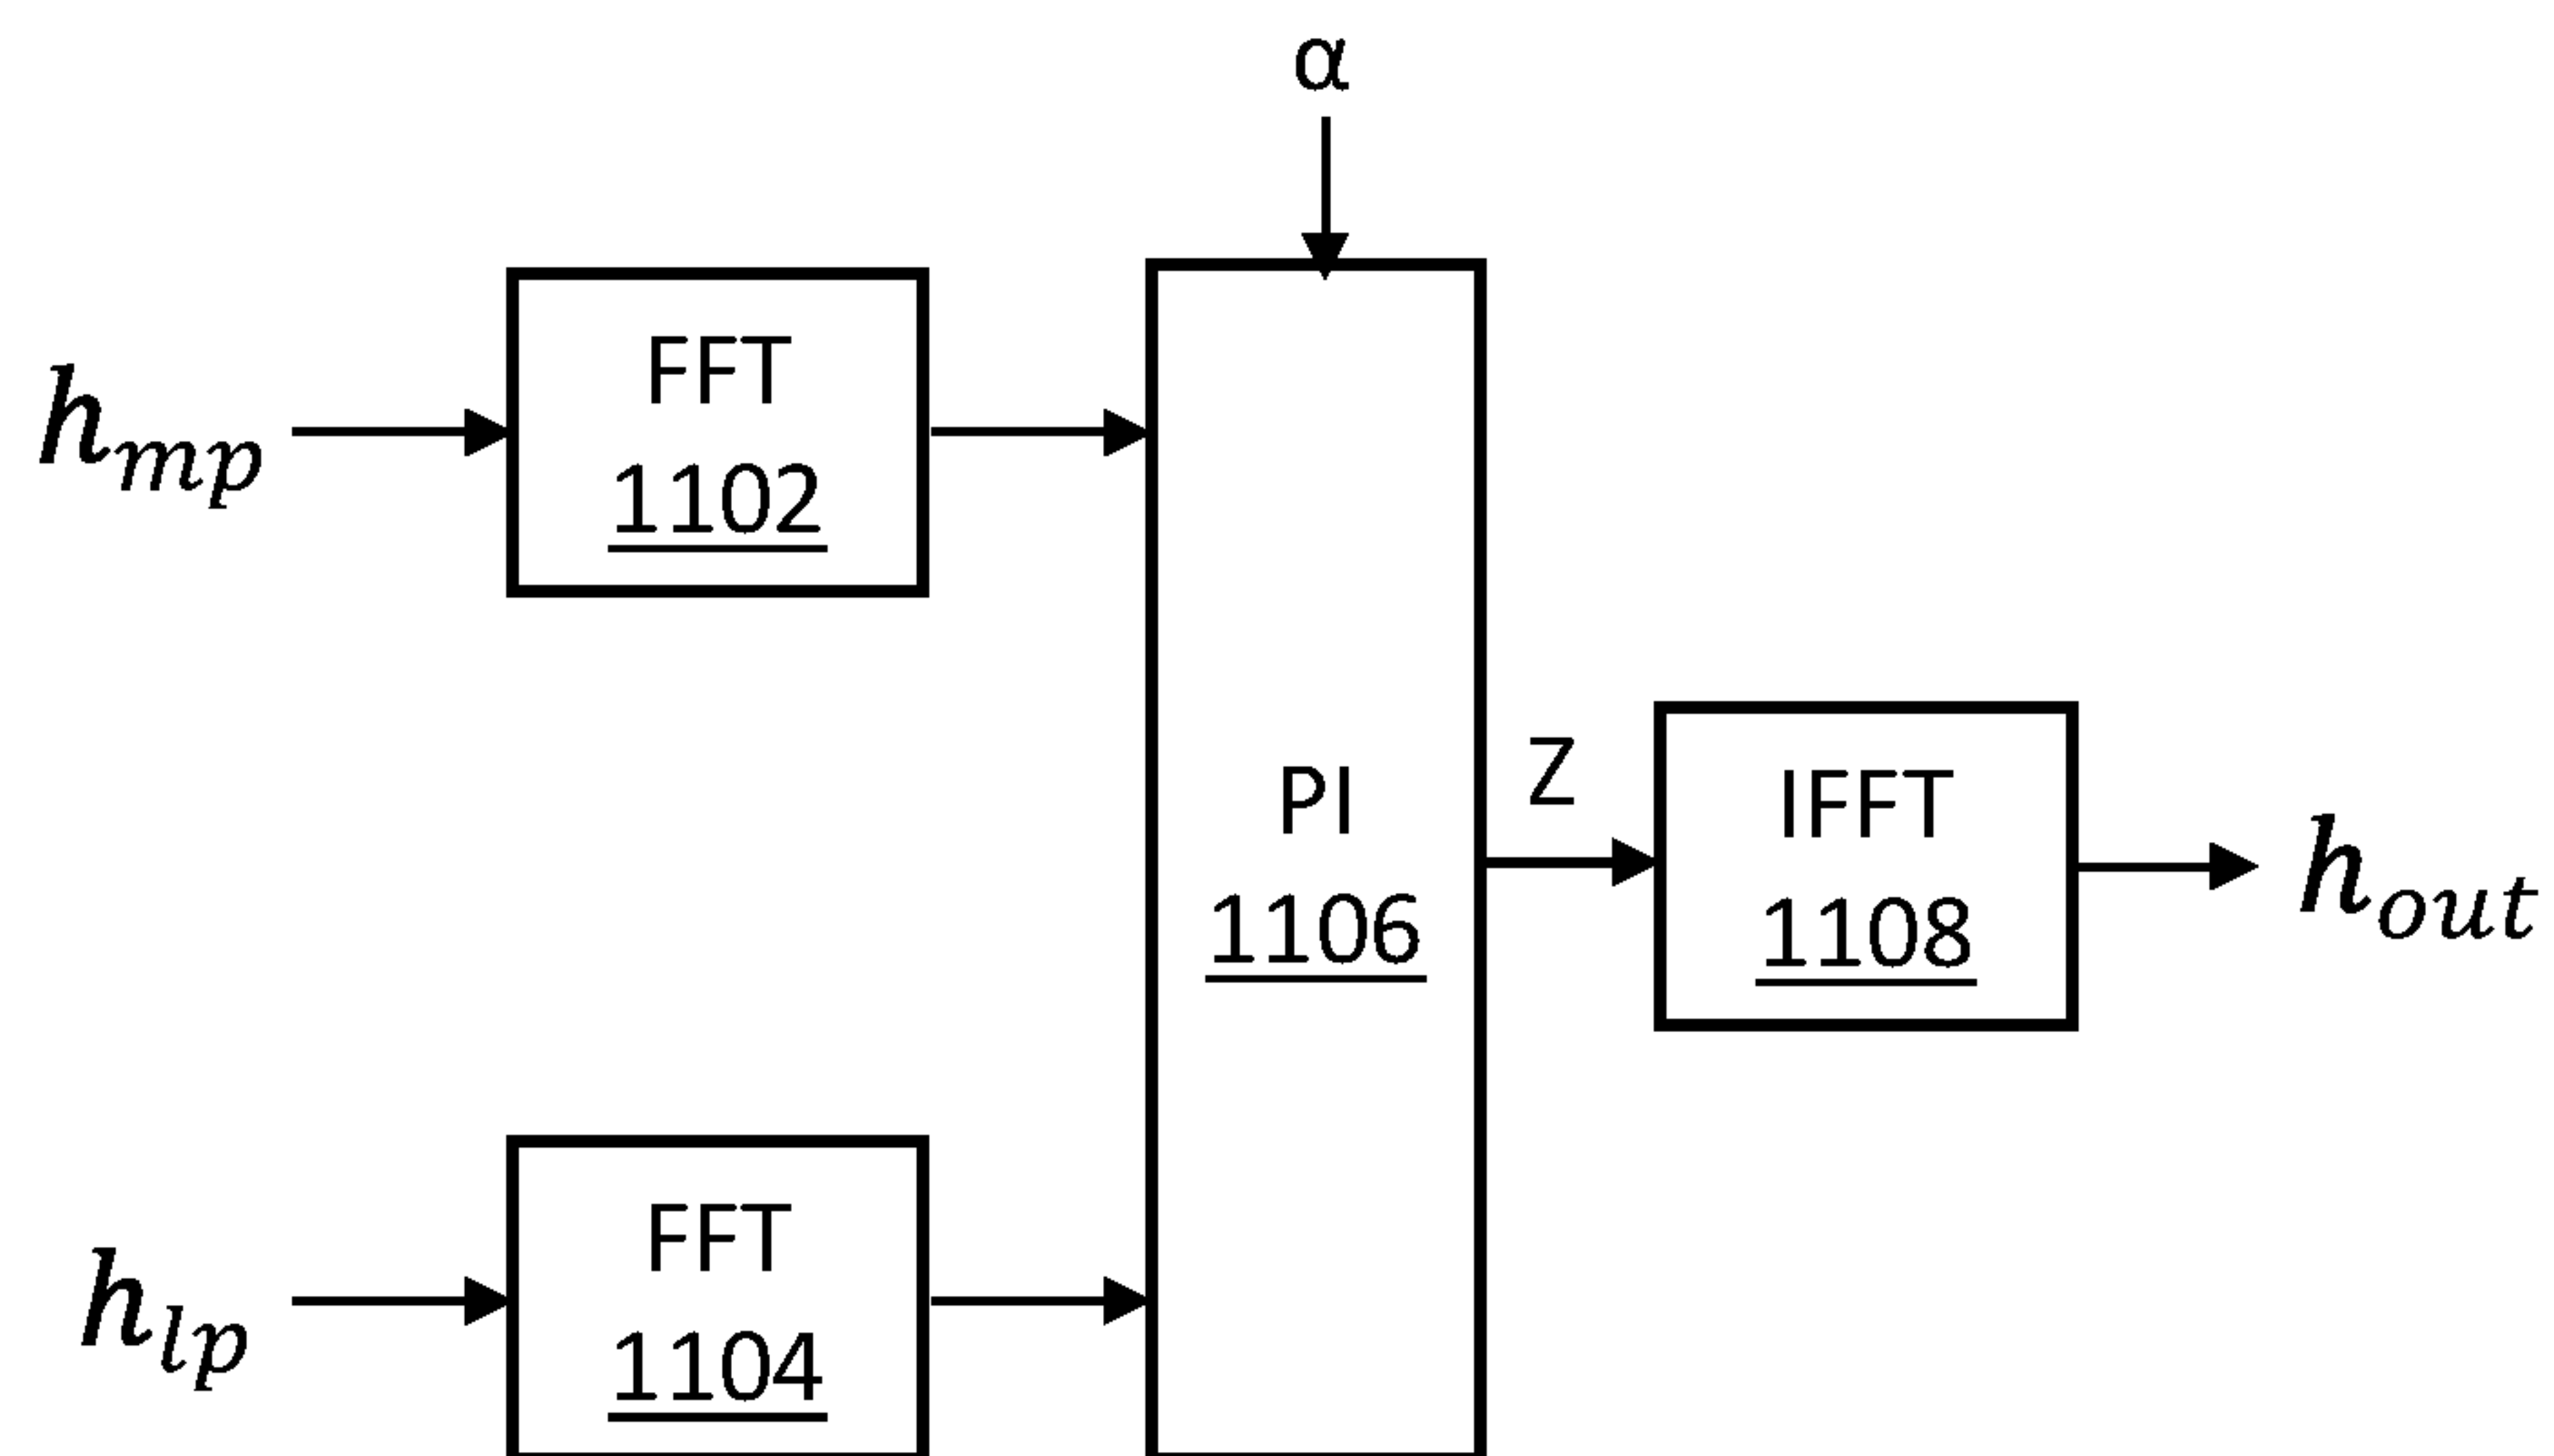 α
h_mp
FFT
1102
PI
1106
Z
IFFT
1108
h_out
h_lp
FFT
1104